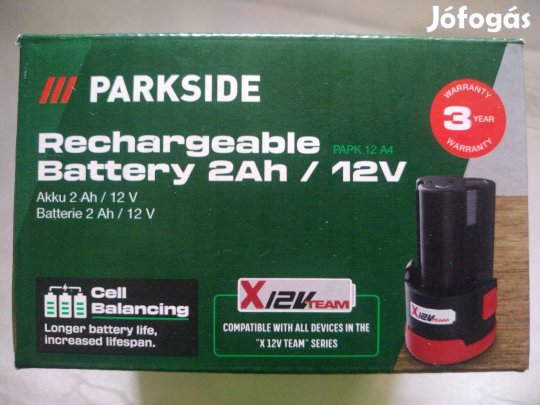 Jófogás
PARKSIDE
WARRANTY
3 YEAR
WARRANTY
Rechargeable PAPK 12 A4
Battery 2Ah / 12V
Akku 2 Ah / 12 V
Batterie 2 Ah / 12 V
Cell
Balancing
Longer battery life,
increased lifespan.
X12V TEAM
COMPATIBLE WITH ALL DEVICES IN THE
"X 12V TEAM" SERIES
X12V TEAM